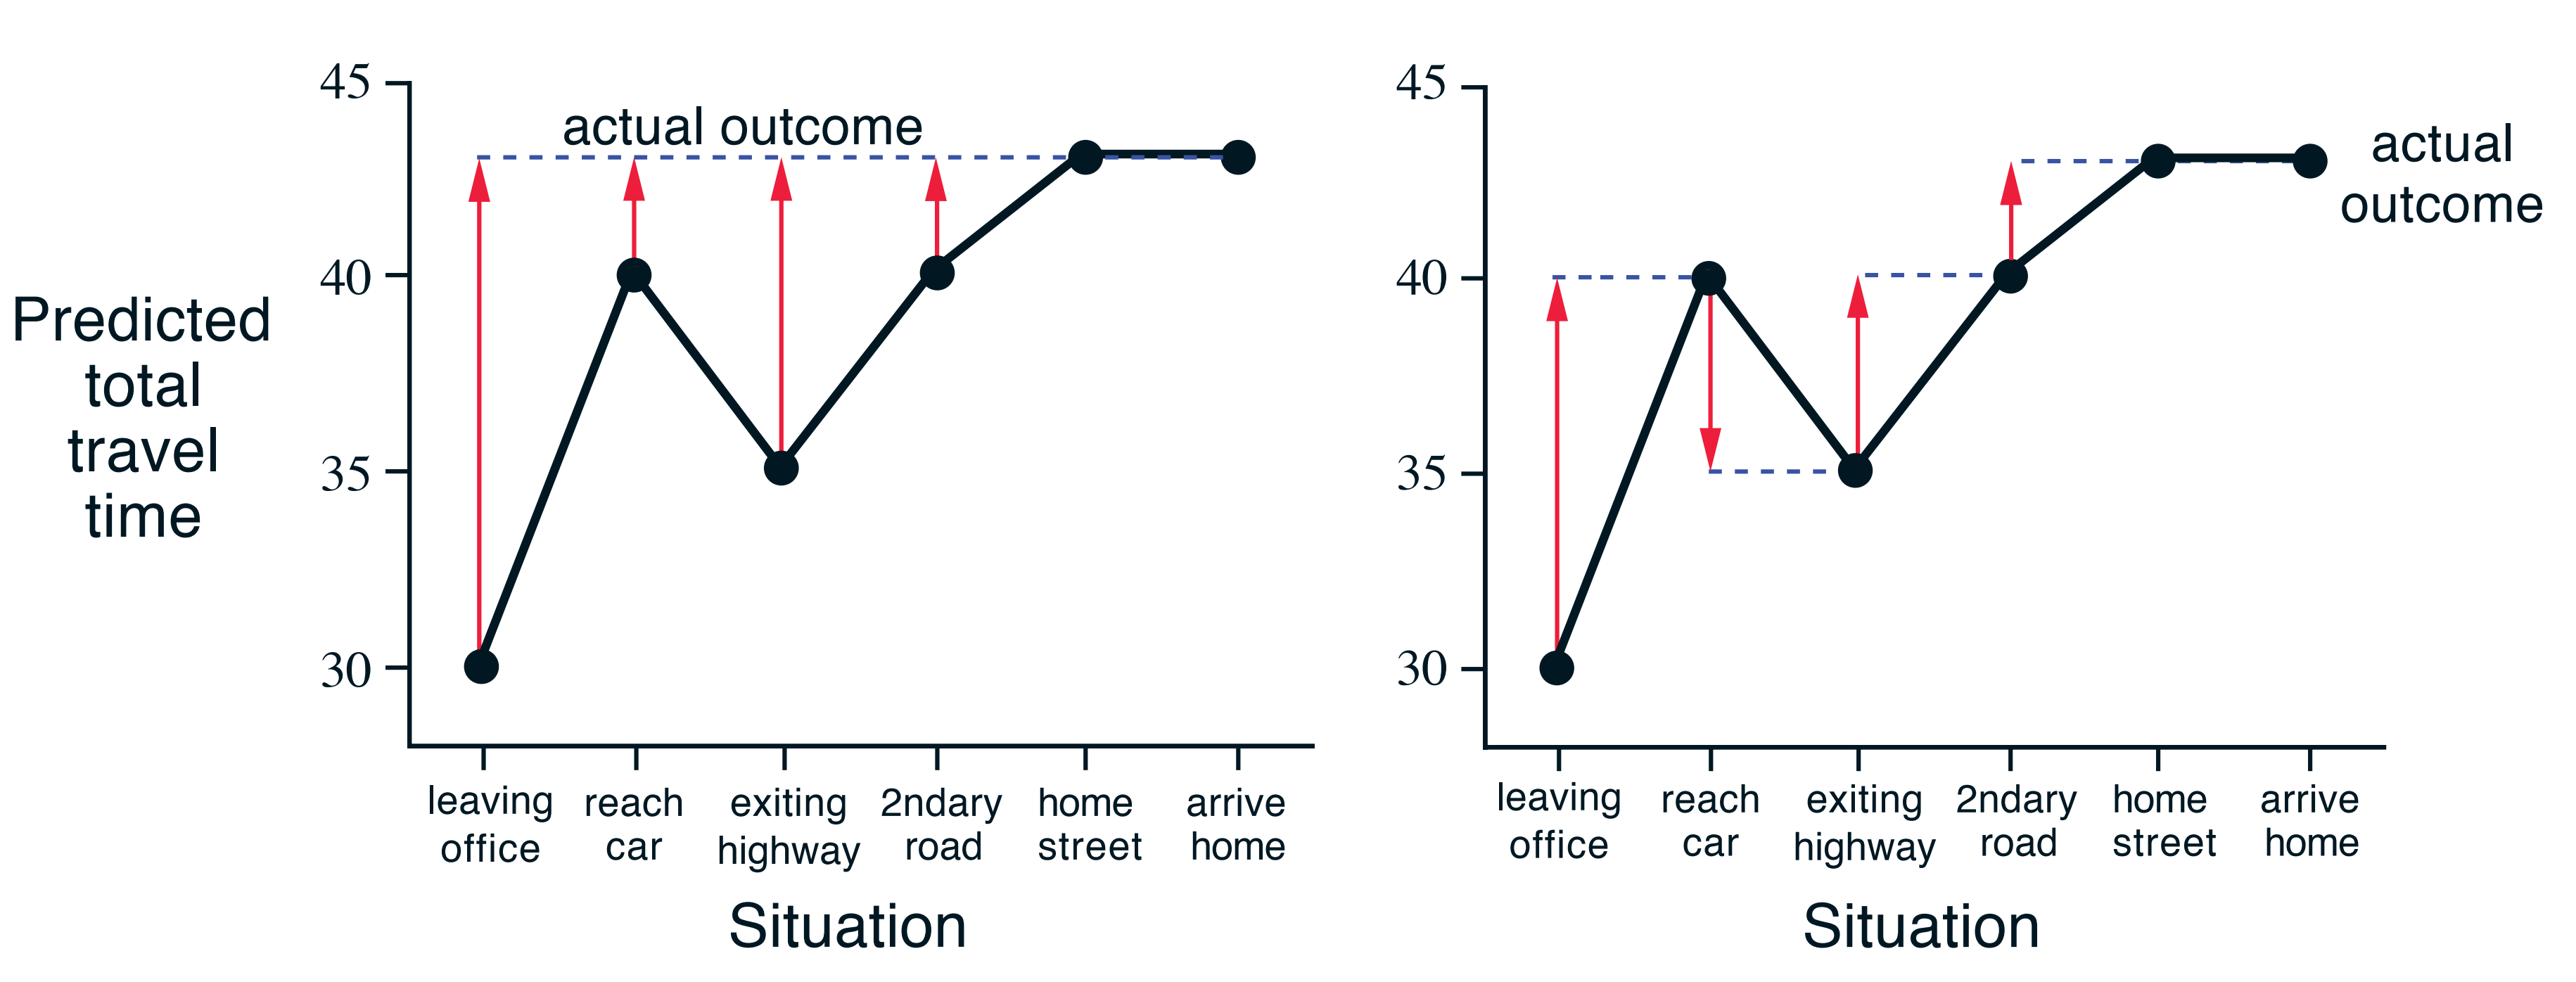 Predicted
total
travel
time
45
40
35
30
actual outcome
leaving
office
reach
car
exiting
highway
2ndary
road
home
street
arrive
home
Situation
45
40
35
30
actual
outcome
leaving
office
reach
car
exiting
highway
2ndary
road
home
street
arrive
home
Situation